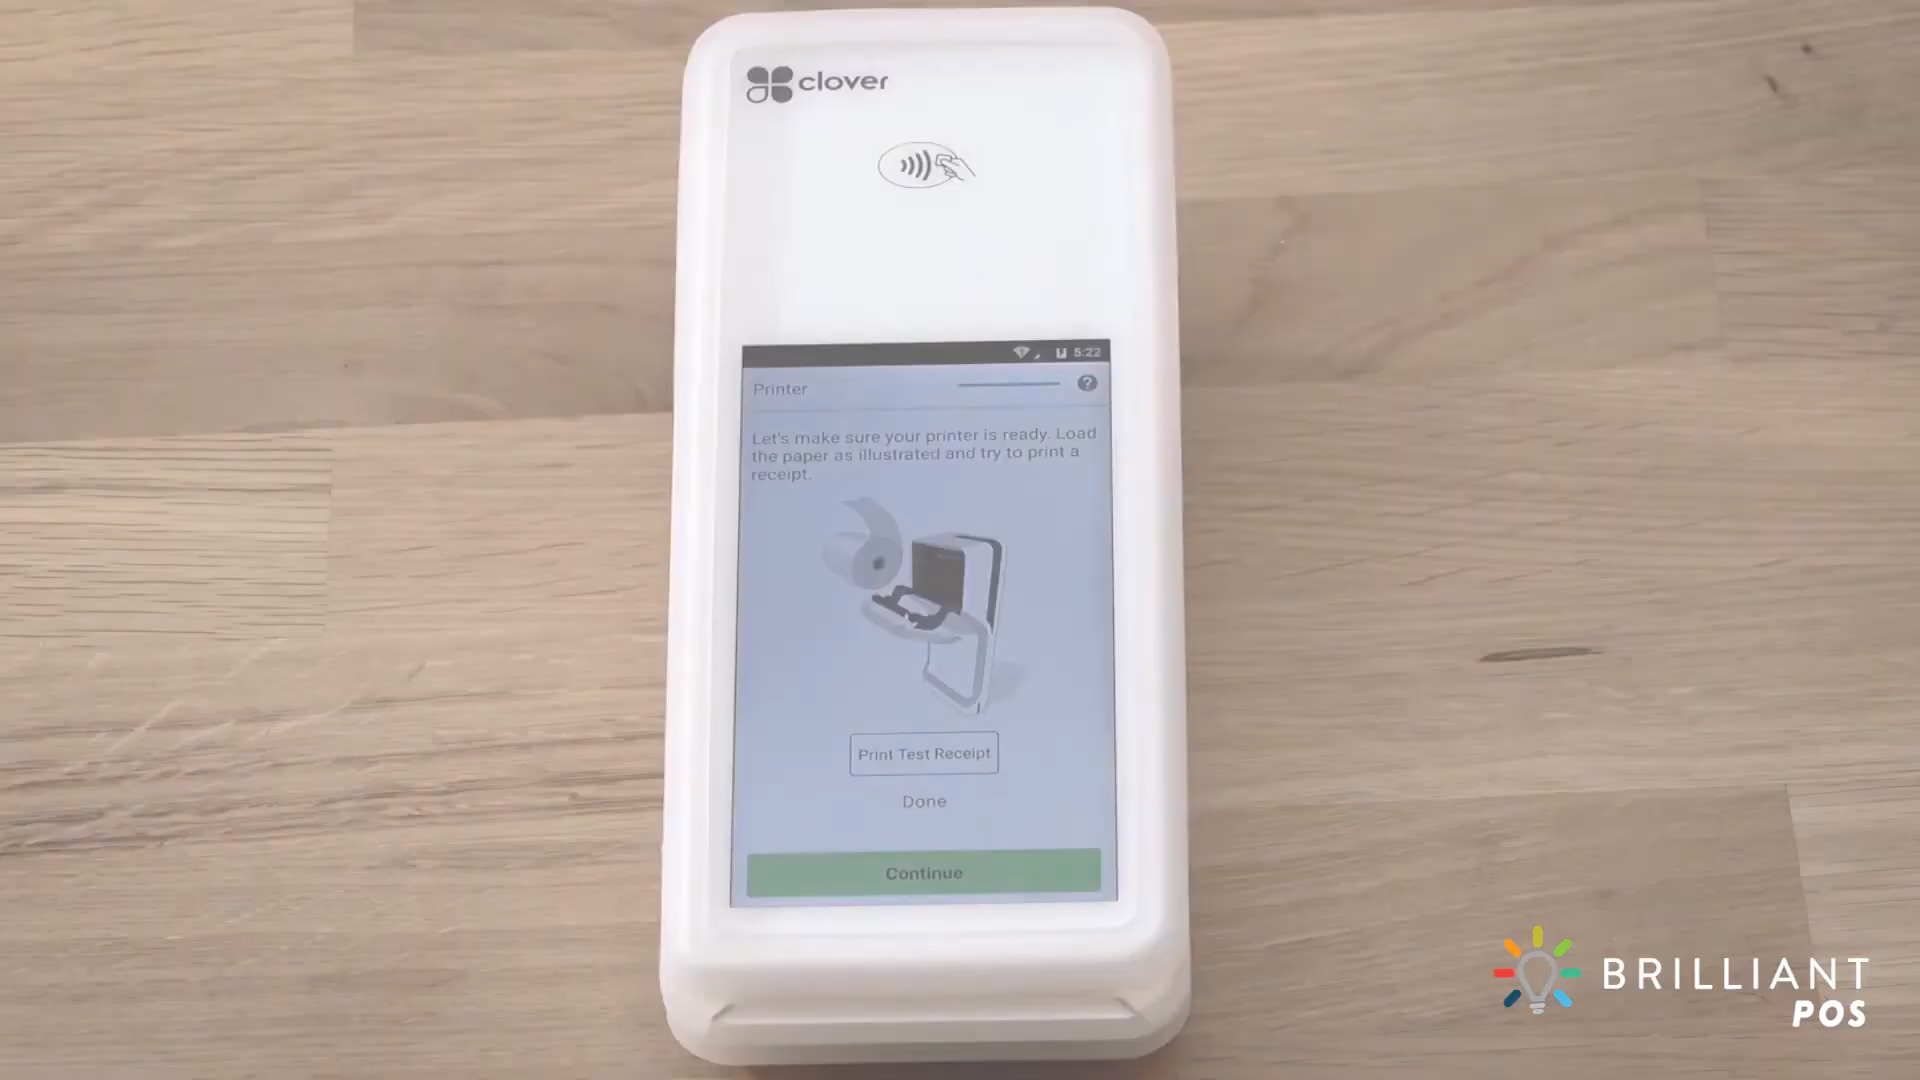 clover
5:22
Printer
?
Let's make sure your printer is ready. Load
the paper as illustrated and try to print a
receipt.
Print Test Receipt
Done
Continue
BRILLIANT
POS